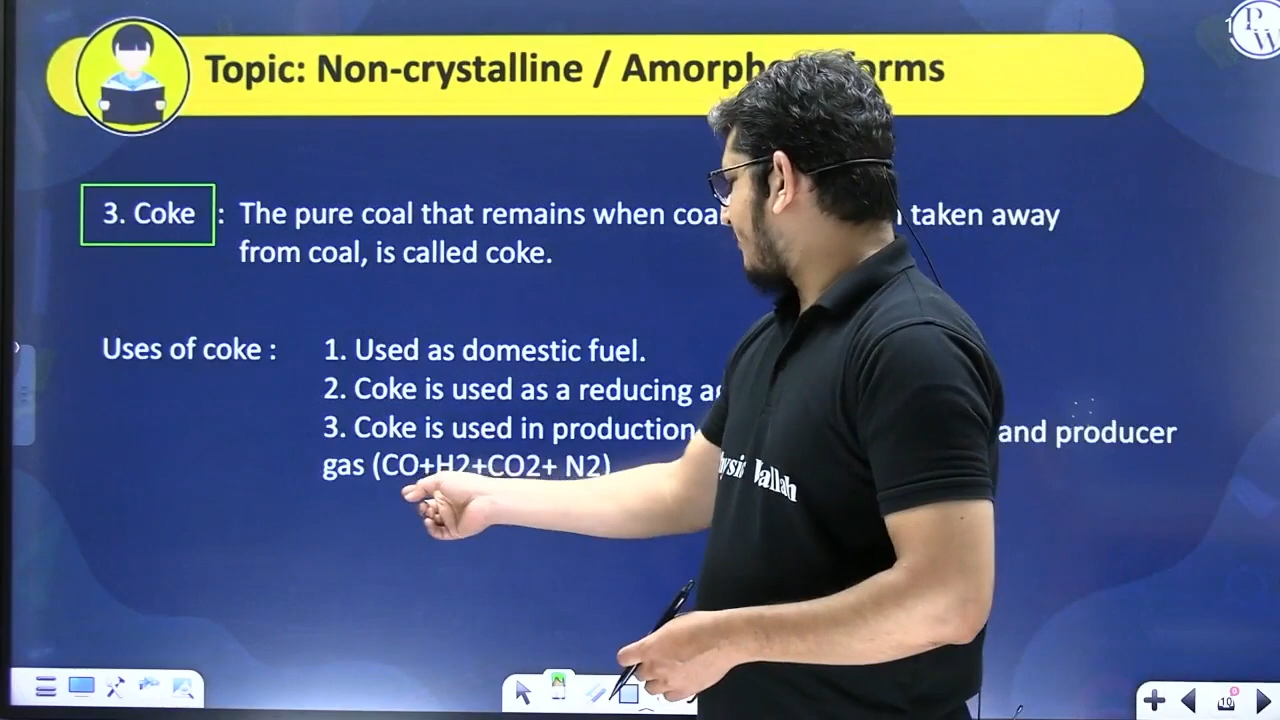 Topic: Non-crystalline / Amorph rms
3. Coke : The pure coal that remains when coa taken away
from coal, is called coke.
Uses of coke : 1. Used as domestic fuel.
2. Coke is used as a reducing a
3. Coke is used in production and producer
gas (CO+H2+CO2+ N2)
Wallah
P
W
10